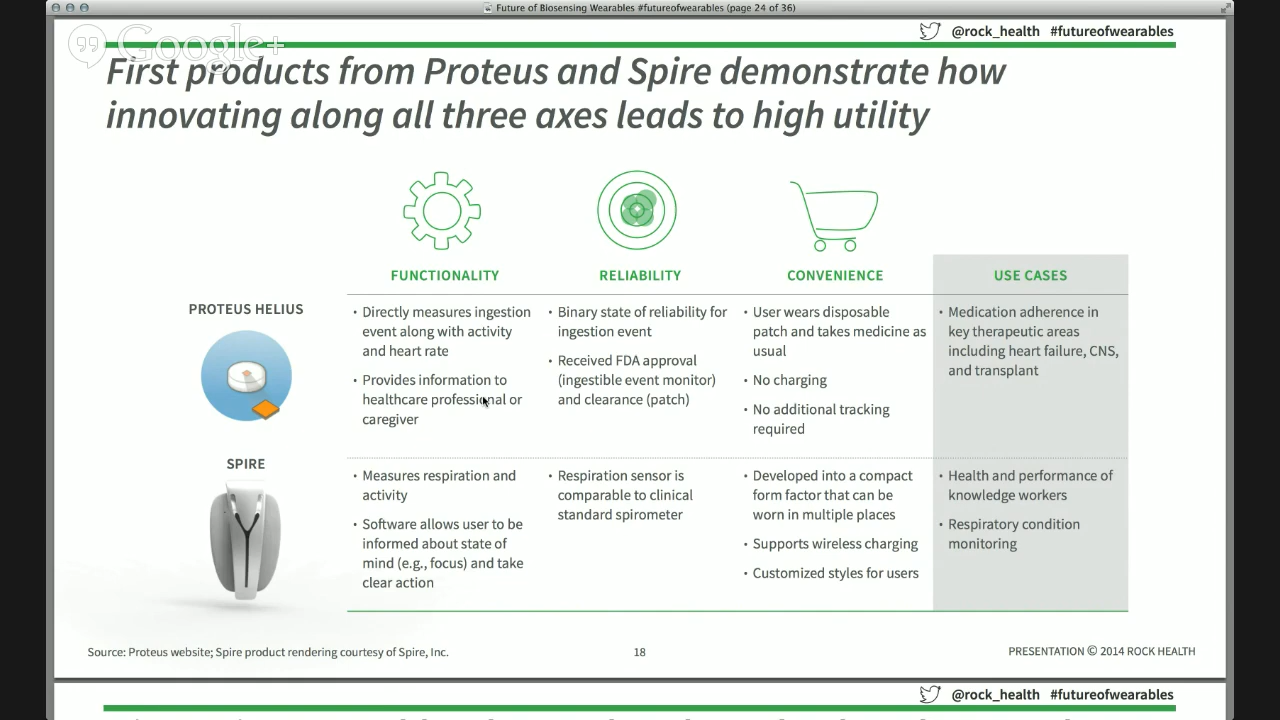 Future of Biosensing Wearables #futureofwearables (page 24 of 36)
Google+
@rock_health #futureofwearables
First products from Proteus and Spire demonstrate how
innovating along all three axes leads to high utility
FUNCTIONALITY
RELIABILITY
CONVENIENCE
USE CASES
PROTEUS HELIUS
• Directly measures ingestion
event along with activity
and heart rate
• Provides information to
healthcare professional or
caregiver
• Binary state of reliability for
ingestion event
• Received FDA approval
(ingestible event monitor)
and clearance (patch)
• User wears disposable
patch and takes medicine as
usual
• No charging
• No additional tracking
required
• Medication adherence in
key therapeutic areas
including heart failure, CNS,
and transplant
SPIRE
• Measures respiration and
activity
• Software allows user to be
informed about state of
mind (e.g., focus) and take
clear action
• Respiration sensor is
comparable to clinical
standard spirometer
• Developed into a compact
form factor that can be
worn in multiple places
• Supports wireless charging
• Customized styles for users
• Health and performance of
knowledge workers
• Respiratory condition
monitoring
Source: Proteus website; Spire product rendering courtesy of Spire, Inc.
18
PRESENTATION © 2014 ROCK HEALTH
@rock_health #futureofwearables